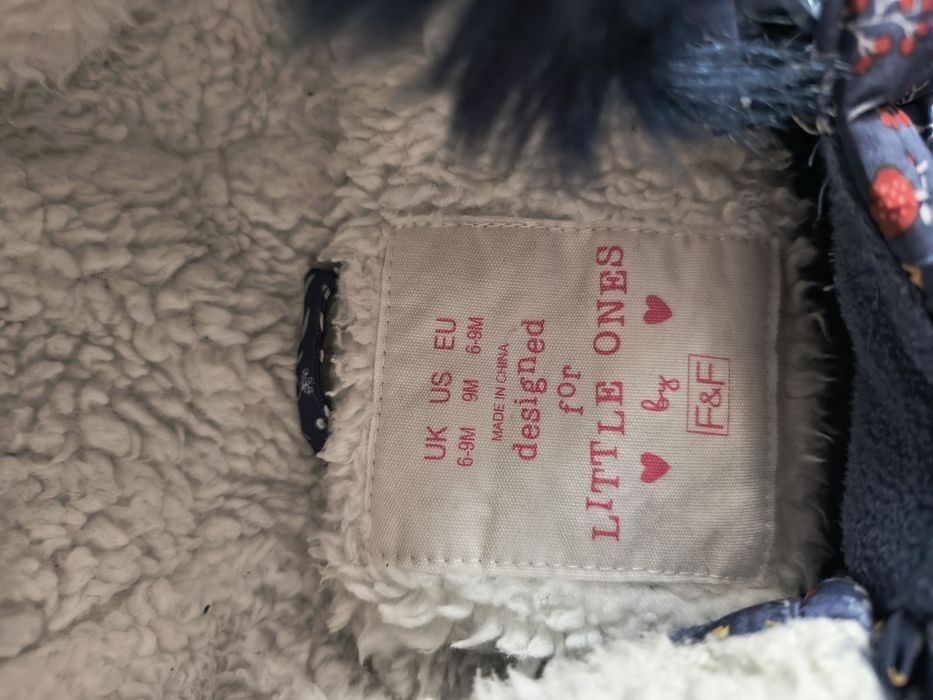 UK US EU
6-9M 9M 6-9M
MADE IN CHINA
designed
for
LITTLE ONES
by
F&F